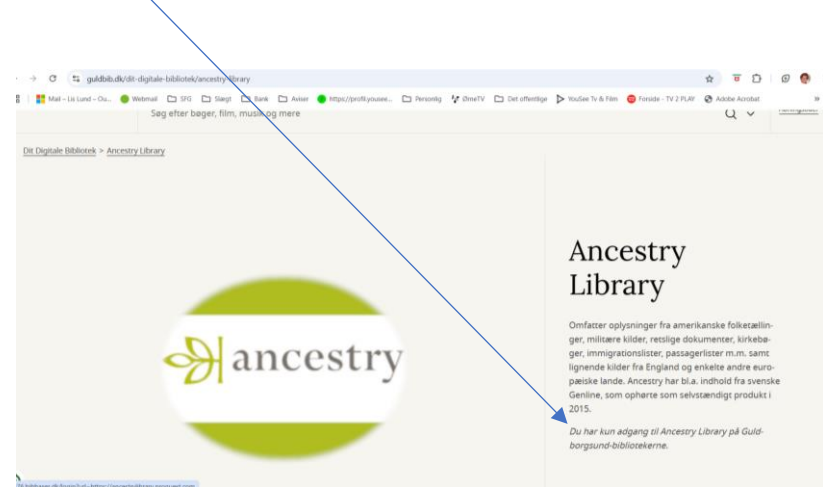 guldbib.dk/dit-digitale-bibliotek/ancestry-library
Mail – Lis Lund – Ou... Webmail SFG Slægt Bank Aviser https://profil.yousee... Personlig ØrneTV Det offentlige YouSee Tv & Film Forside - TV 2 PLAY Adobe Acrobat »
Søg efter bøger, film, musik og mere
Dit Digitale Bibliotek > Ancestry Library
ancestry
Ancestry
Library
Omfatter oplysninger fra amerikanske folketællin-
ger, militære kilder, retslige dokumenter, kirkebø-
ger, immigrationslister, passagerlister m.m. samt
lignende kilder fra England og enkelte andre euro-
pæiske lande. Ancestry har bl.a. indhold fra svenske
Genline, som ophørte som selvstændigt produkt i
2015.
Du har kun adgang til Ancestry Library på Guld-
borgsund-bibliotekerne.